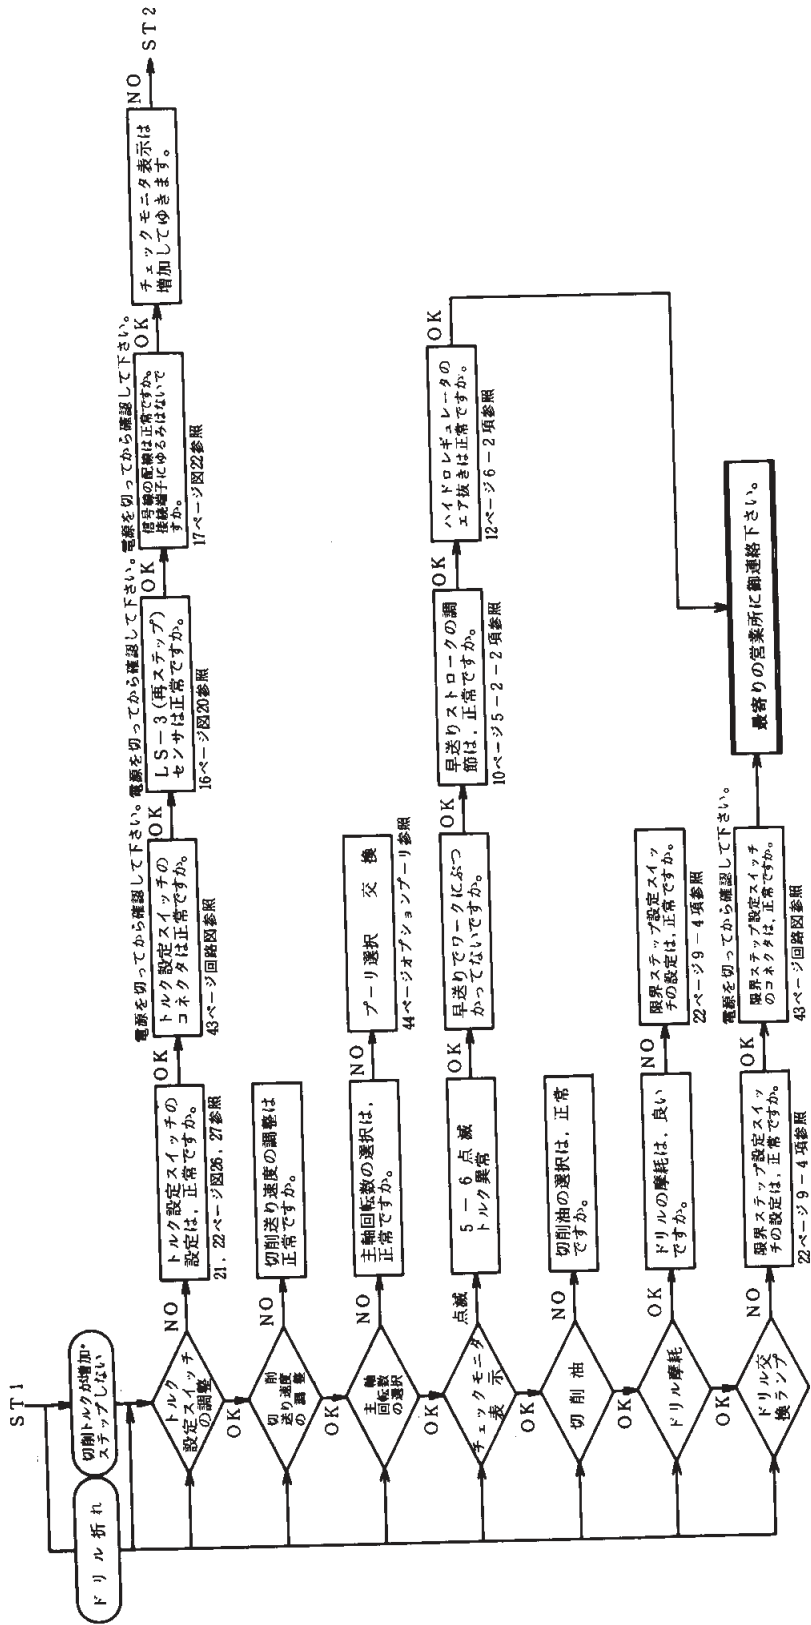 ST1
ドリル折れ
切削トルクが増加・
ステップしない
トルク
設定スイッチ
の調整
NO
トルク設定スイッチの
設定は，正常ですか。
21，22ページ図26，27参照
OK
電源を切ってから確認して下さい。
トルク設定スイッチの
コネクタは正常ですか。
43ページ回路図参照
OK
電源を切ってから確認して下さい。
LS-3(再ステップ)
センサは正常ですか。
16ページ図20参照
OK
電源を切ってから確認して下さい。
信号線の配線は正常ですか。
接続端子にゆるみはないで
すか。
17ページ図22参照
OK
チェックモニタ表示は
増加してゆきます。
NO
ST2
OK
切削
送り速度
の調整
NO
切削送り速度の調整は
正常ですか。
OK
主軸
回転数
の選択
NO
主軸回転数の選択は，
正常ですか。
NO
プーリ選択 交換
44ページオプションプーリ参照
OK
チェックモニタ
表示
点滅
5-6点滅
トルク異常
OK
早送りでワークにぶつ
かってないですか。
OK
早送りストロークの調
節は，正常ですか。
10ページ5-2-2項参照
OK
ハイドロレギュレータの
エア抜きは正常ですか。
12ページ6-2項参照
OK
OK
切削油
NO
切削油の選択は，正常
ですか。
OK
ドリル摩耗
OK
ドリルの摩耗は，良い
ですか。
NO
限界ステップ設定スイッ
チの設定は，正常ですか。
22ページ9-4項参照
OK
ドリル交
換ランプ
NO
限界ステップ設定スイッ
チの設定は，正常ですか。
22ページ9-4項参照
OK
電源を切ってから確認して下さい。
限界ステップ設定スイッチ
のコネクタは，正常ですか。
43ページ回路図参照
最寄りの営業所に御連絡下さい。